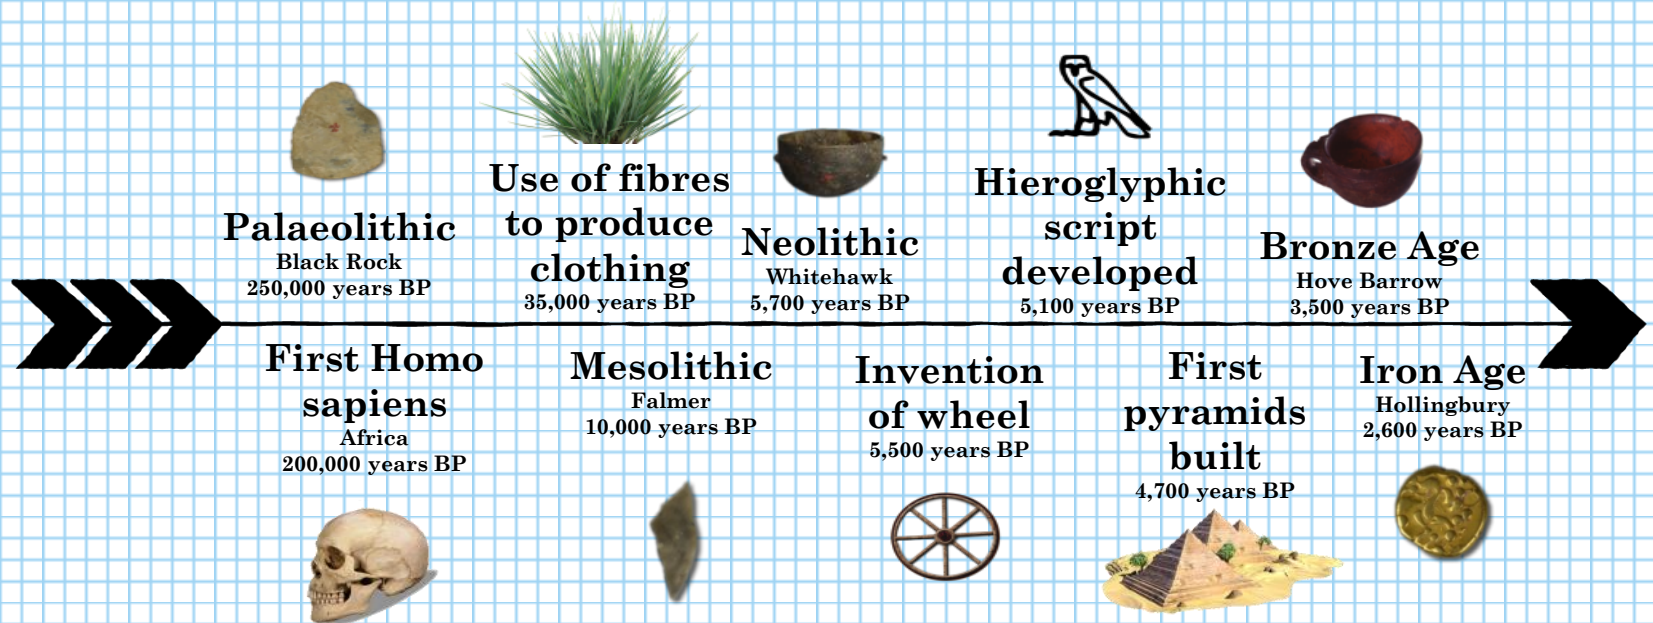 Palaeolithic
Black Rock
250,000 years BP
First Homo
sapiens
Africa
200,000 years BP
Use of fibres
to produce
clothing
35,000 years BP
Mesolithic
Falmer
10,000 years BP
Neolithic
Whitehawk
5,700 years BP
Invention
of wheel
5,500 years BP
Hieroglyphic
script
developed
5,100 years BP
First
pyramids
built
4,700 years BP
Bronze Age
Hove Barrow
3,500 years BP
Iron Age
Hollingbury
2,600 years BP